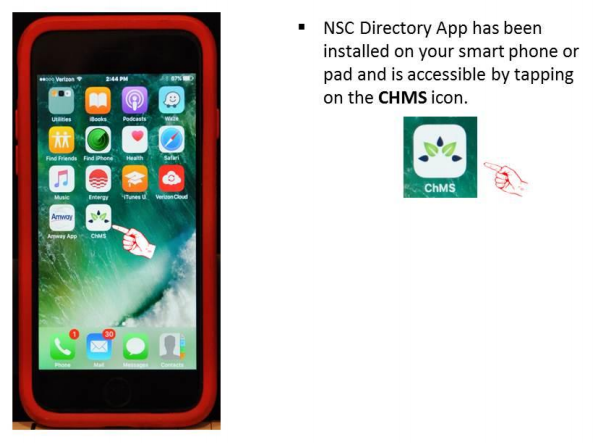 Verizon 2:44 PM 87%
Utilities iBooks Podcasts Waze
Find Friends Find iPhone Health Safari
Music Entergy iTunes U Verizon Cloud
Amway
Amway App ChMS
1 30
Phone Mail Messages Contacts
▪ NSC Directory App has been
installed on your smart phone or
pad and is accessible by tapping
on the CHMS icon.
ChMS